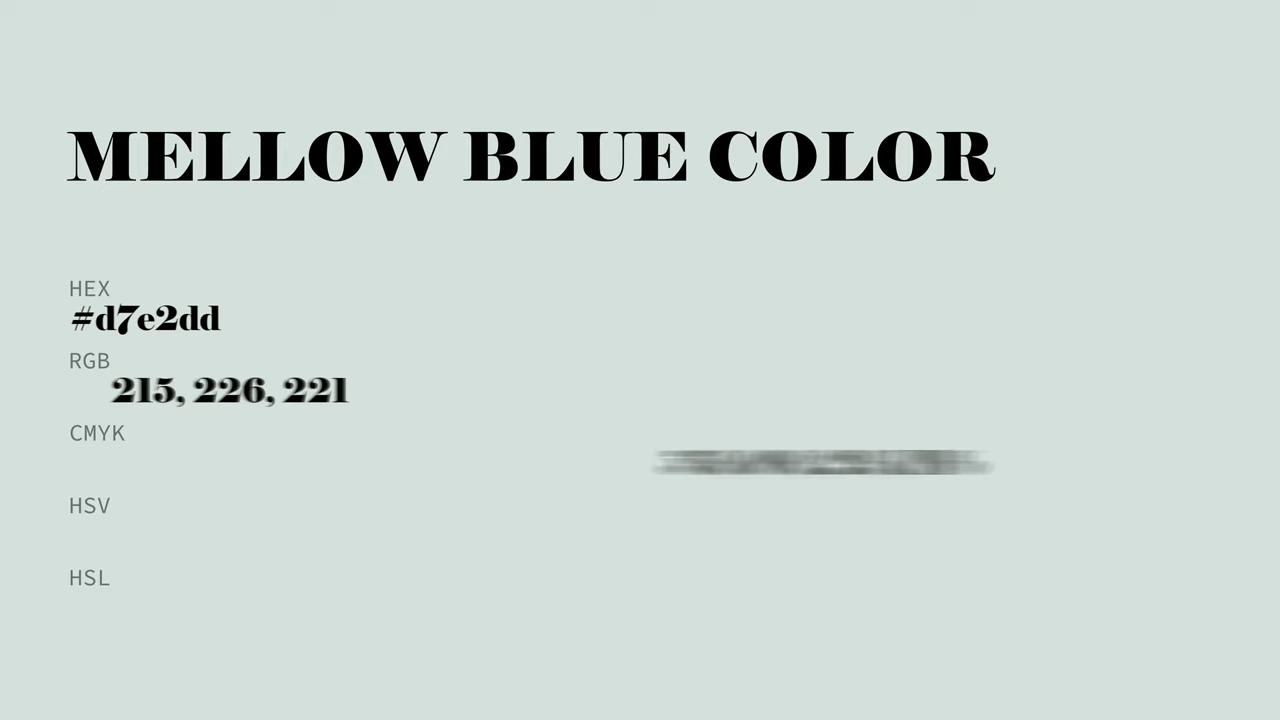 MELLOW BLUE COLOR
HEX
#d7e2dd
RGB
215, 226, 221
CMYK
HSV
HSL